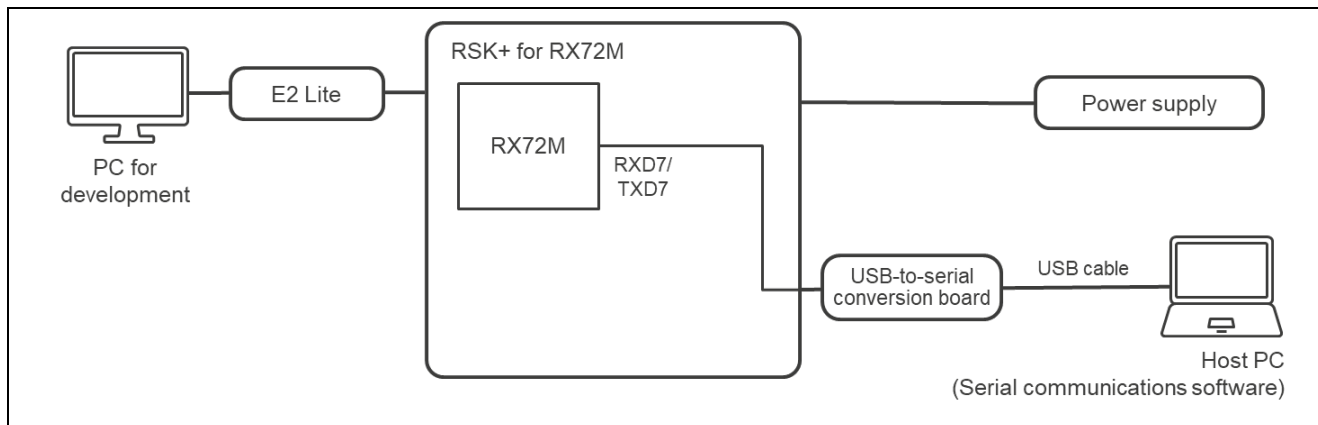 RSK+ for RX72M
E2 Lite
Power supply
RX72M
PC for
development
RXD7/
TXD7
USB-to-serial
conversion board
USB cable
Host PC
(Serial communications software)